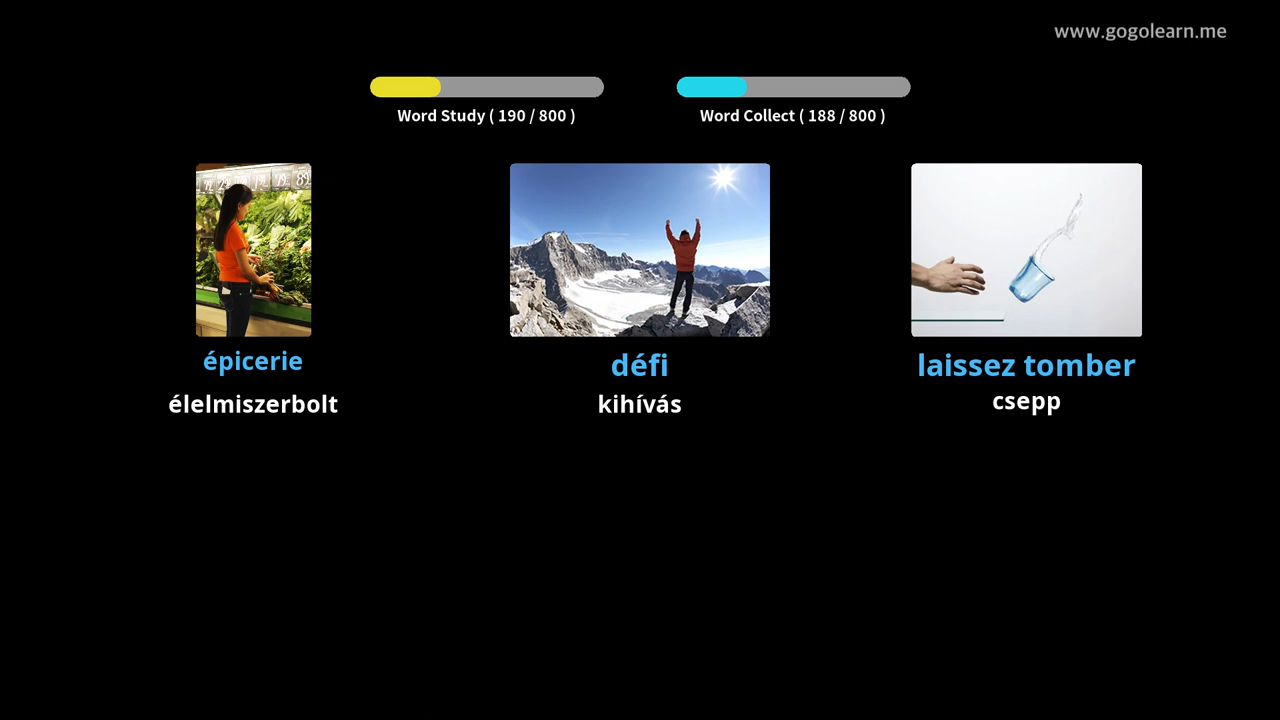 www.gogolearn.me
Word Study ( 190 / 800 )
Word Collect ( 188 / 800 )
épicerie
défi
laissez tomber
élelmiszerbolt
kihívás
csepp